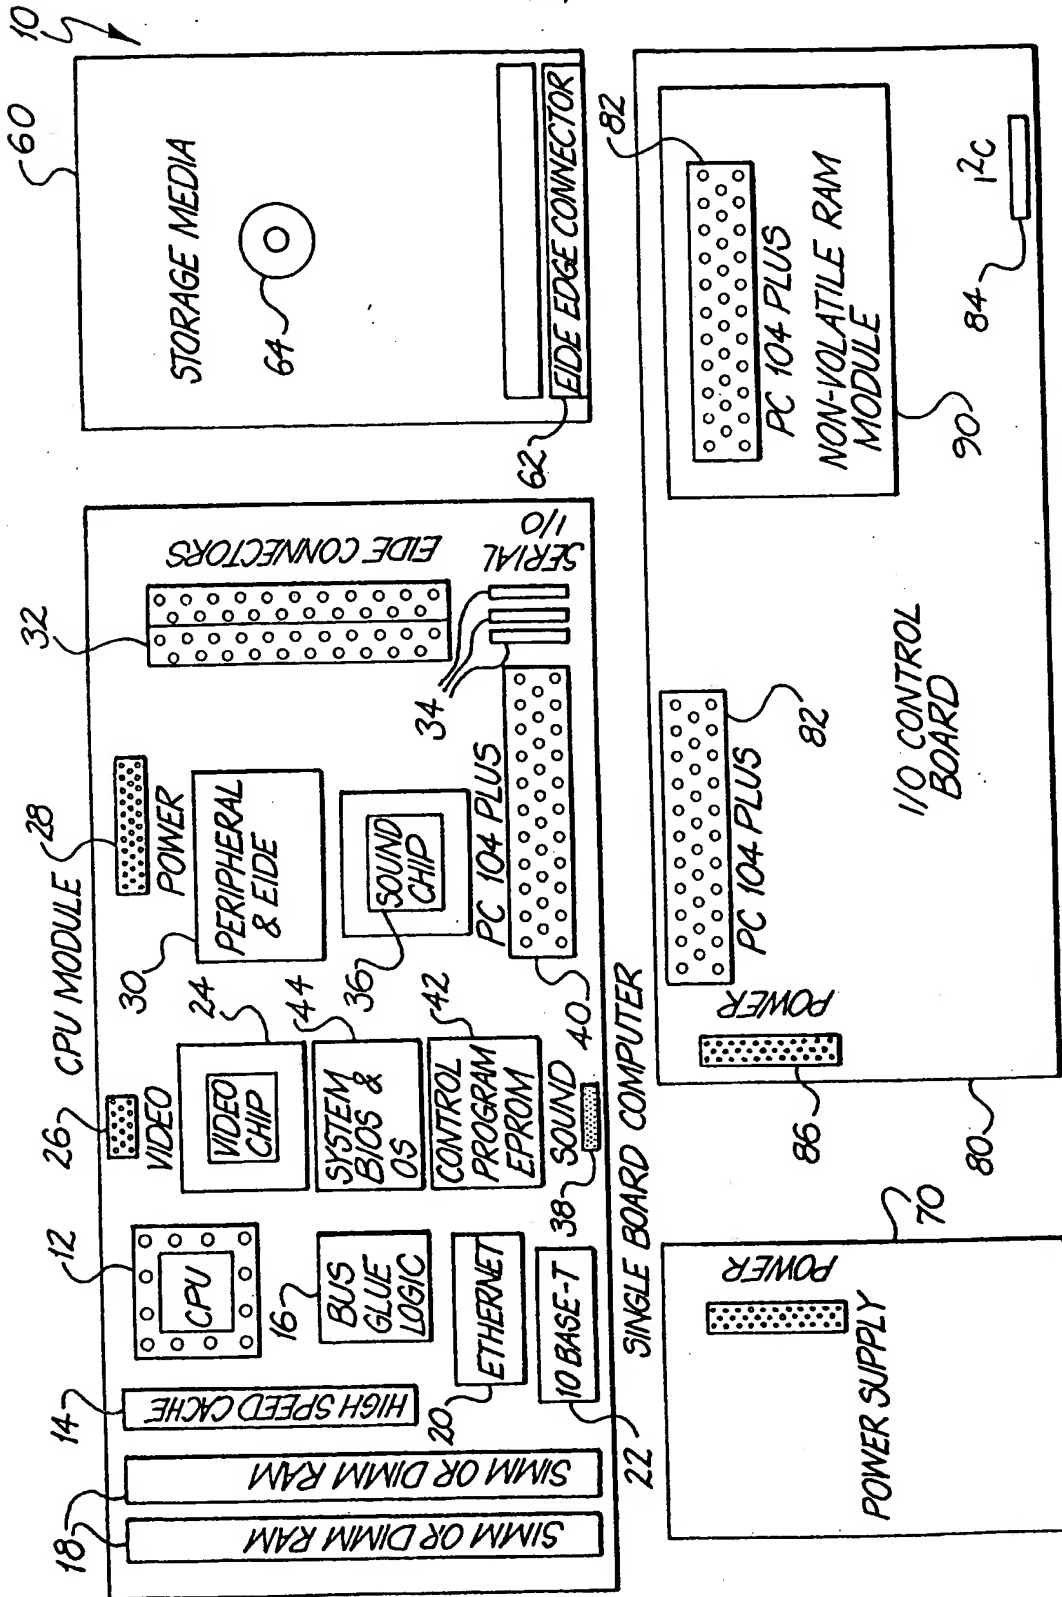 10
CPU MODULE
18
14
12
26
28
32
60
SIMM OR DIMM RAM
SIMM OR DIMM RAM
HIGH SPEED CACHE
CPU
16
BUS
GLUE
LOGIC
20
ETHERNET
10 BASE-T
22
VIDEO
24
VIDEO
CHIP
44
SYSTEM
BIOS &
OS
42
CONTROL
PROGRAM
EPROM
38
SOUND
POWER
30
PERIPHERAL
& EIDE
36
SOUND
CHIP
PC 104 PLUS
40
34
EIDE CONNECTORS
SERIAL
I/O
SINGLE BOARD COMPUTER
STORAGE MEDIA
64
62
EIDE EDGE CONNECTOR
70
POWER
POWER SUPPLY
80
86
POWER
PC 104 PLUS
82
I/O CONTROL
BOARD
82
PC 104 PLUS
NON-VOLATILE RAM
MODULE
90
84
I2C